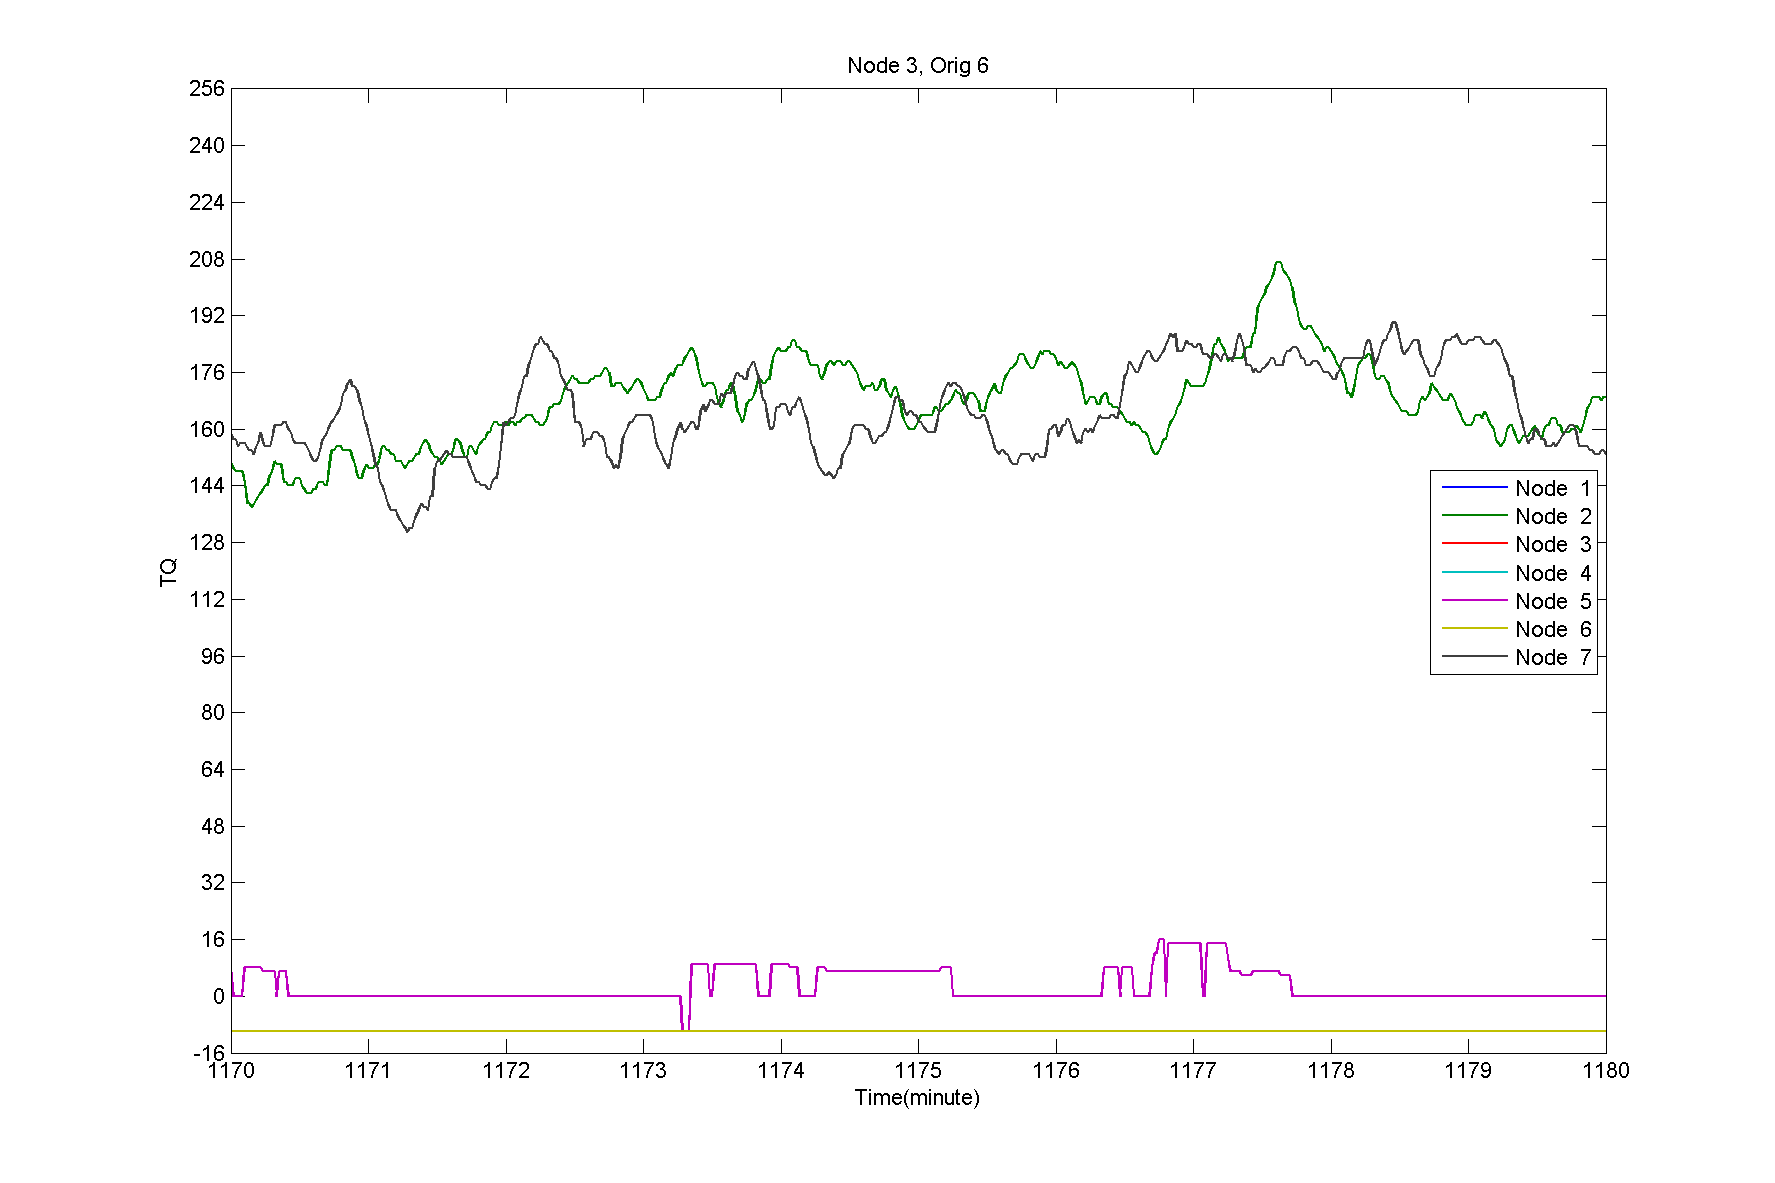 Node 3, Orig 6
256
240
224
208
192
176
160
144
128
112
96
80
64
48
32
16
0
-16
TQ
Node 1
Node 2
Node 3
Node 4
Node 5
Node 6
Node 7
1170 1171 1172 1173 1174 1175 1176 1177 1178 1179 1180
Time(minute)